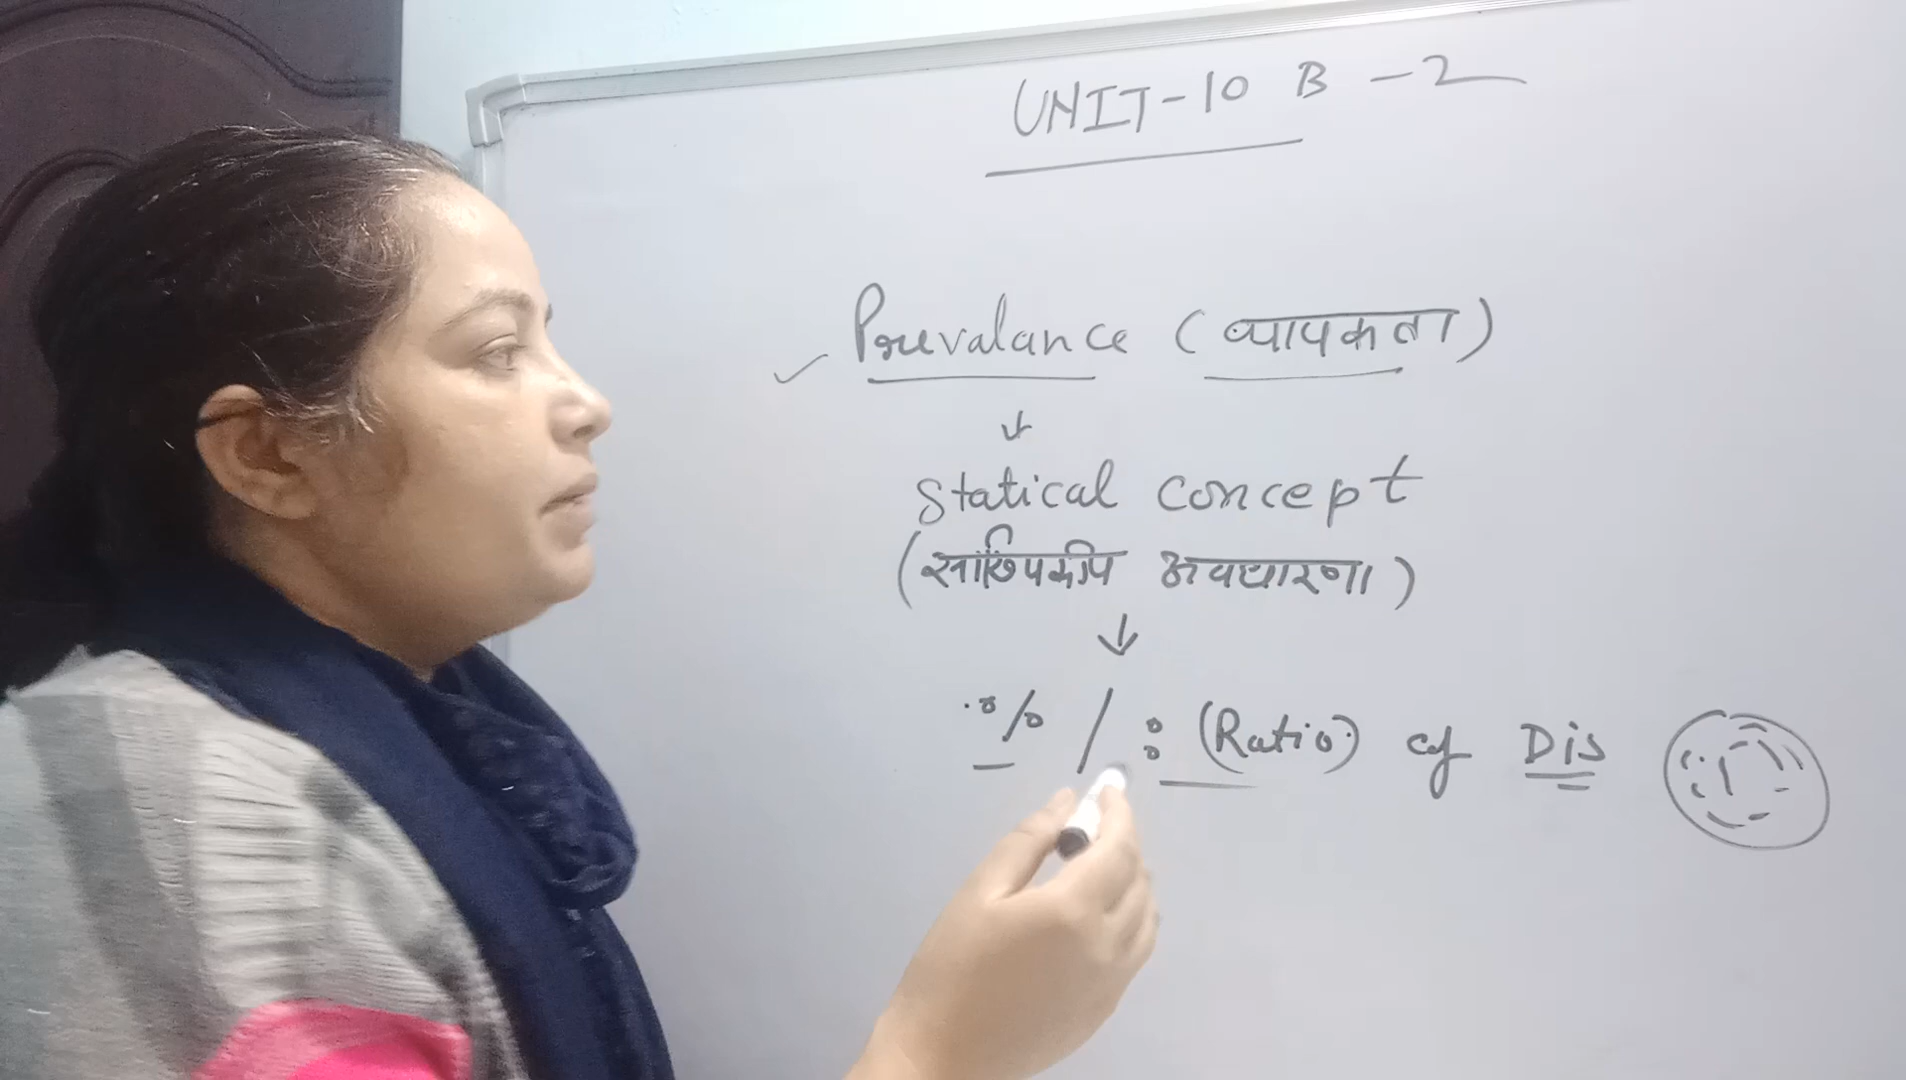 UNIT-10 B-2
Prevalance (व्यापकता)
Statical concept
(सांख्यिकीय अवधारणा)
% / : (Ratio) of Dis